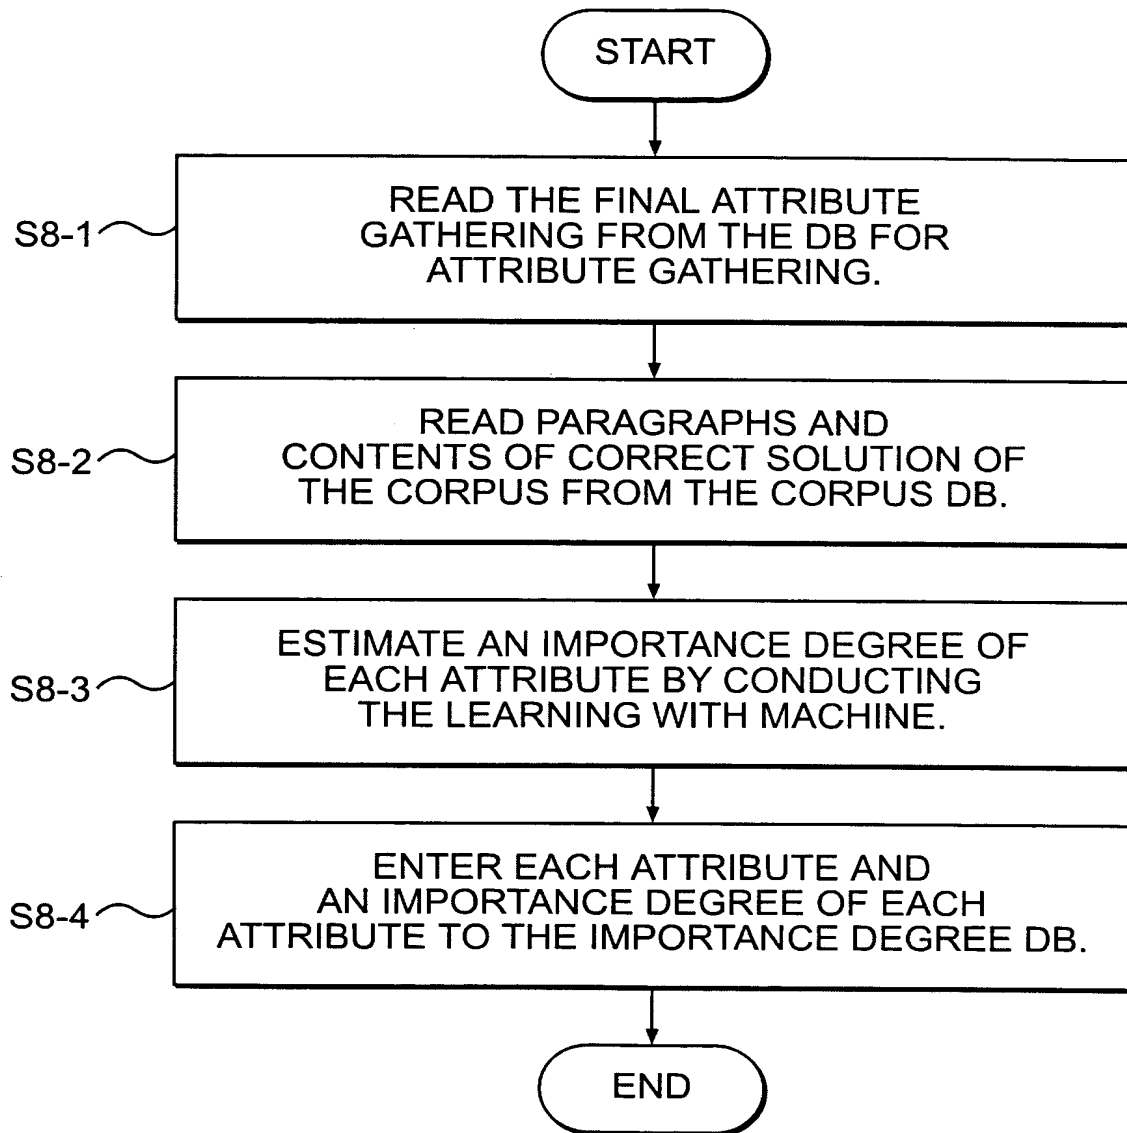 START
S8-1
READ THE FINAL ATTRIBUTE
GATHERING FROM THE DB FOR
ATTRIBUTE GATHERING.
S8-2
READ PARAGRAPHS AND
CONTENTS OF CORRECT SOLUTION OF
THE CORPUS FROM THE CORPUS DB.
S8-3
ESTIMATE AN IMPORTANCE DEGREE OF
EACH ATTRIBUTE BY CONDUCTING
THE LEARNING WITH MACHINE.
S8-4
ENTER EACH ATTRIBUTE AND
AN IMPORTANCE DEGREE OF EACH
ATTRIBUTE TO THE IMPORTANCE DEGREE DB.
END